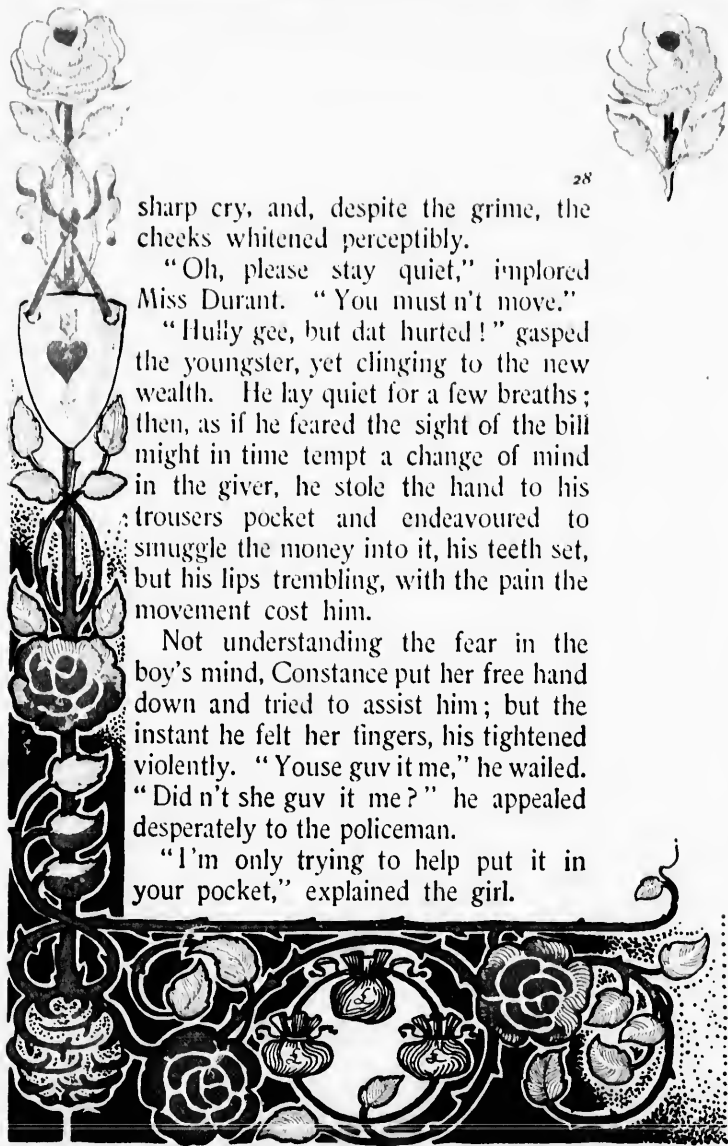 28
sharp cry, and, despite the grime, the
cheeks whitened perceptibly.
"Oh, please stay quiet," implored
Miss Durant. "You must n't move."
"Hully gee, but dat hurted!" gasped
the youngster, yet clinging to the new
wealth. He lay quiet for a few breaths;
then, as if he feared the sight of the bill
might in time tempt a change of mind
in the giver, he stole the hand to his
trousers pocket and endeavoured to
smuggle the money into it, his teeth set,
but his lips trembling, with the pain the
movement cost him.
Not understanding the fear in the
boy's mind, Constance put her free hand
down and tried to assist him; but the
instant he felt her fingers, his tightened
violently. "Youse guv it me," he wailed.
"Did n't she guv it me?" he appealed
desperately to the policeman.
"I'm only trying to help put it in
your pocket," explained the girl.